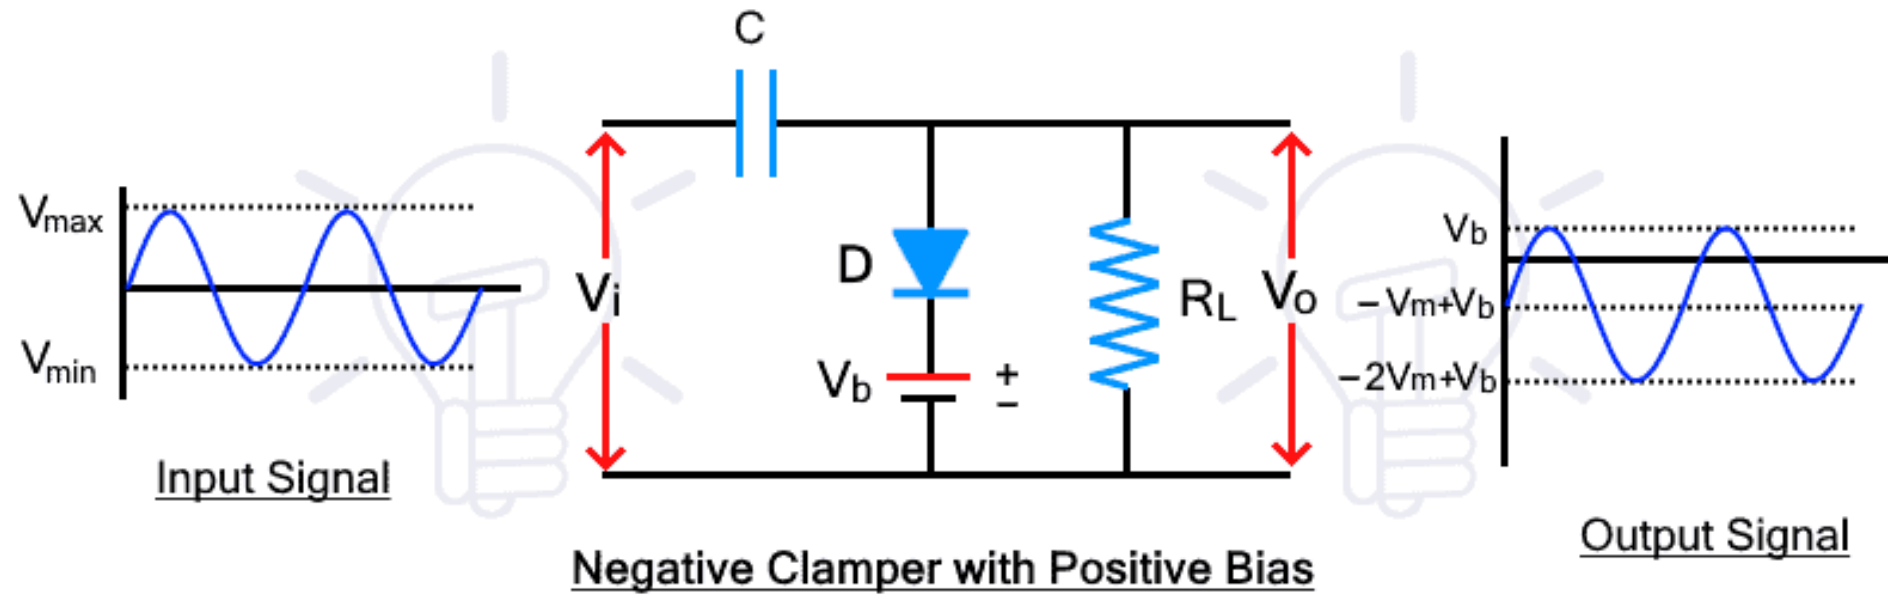 C
Vmax
Vmin
Input Signal
Vi
D
Vb
+
−
RL
Vo
Vb
−Vm+Vb
−2Vm+Vb
Output Signal
Negative Clamper with Positive Bias